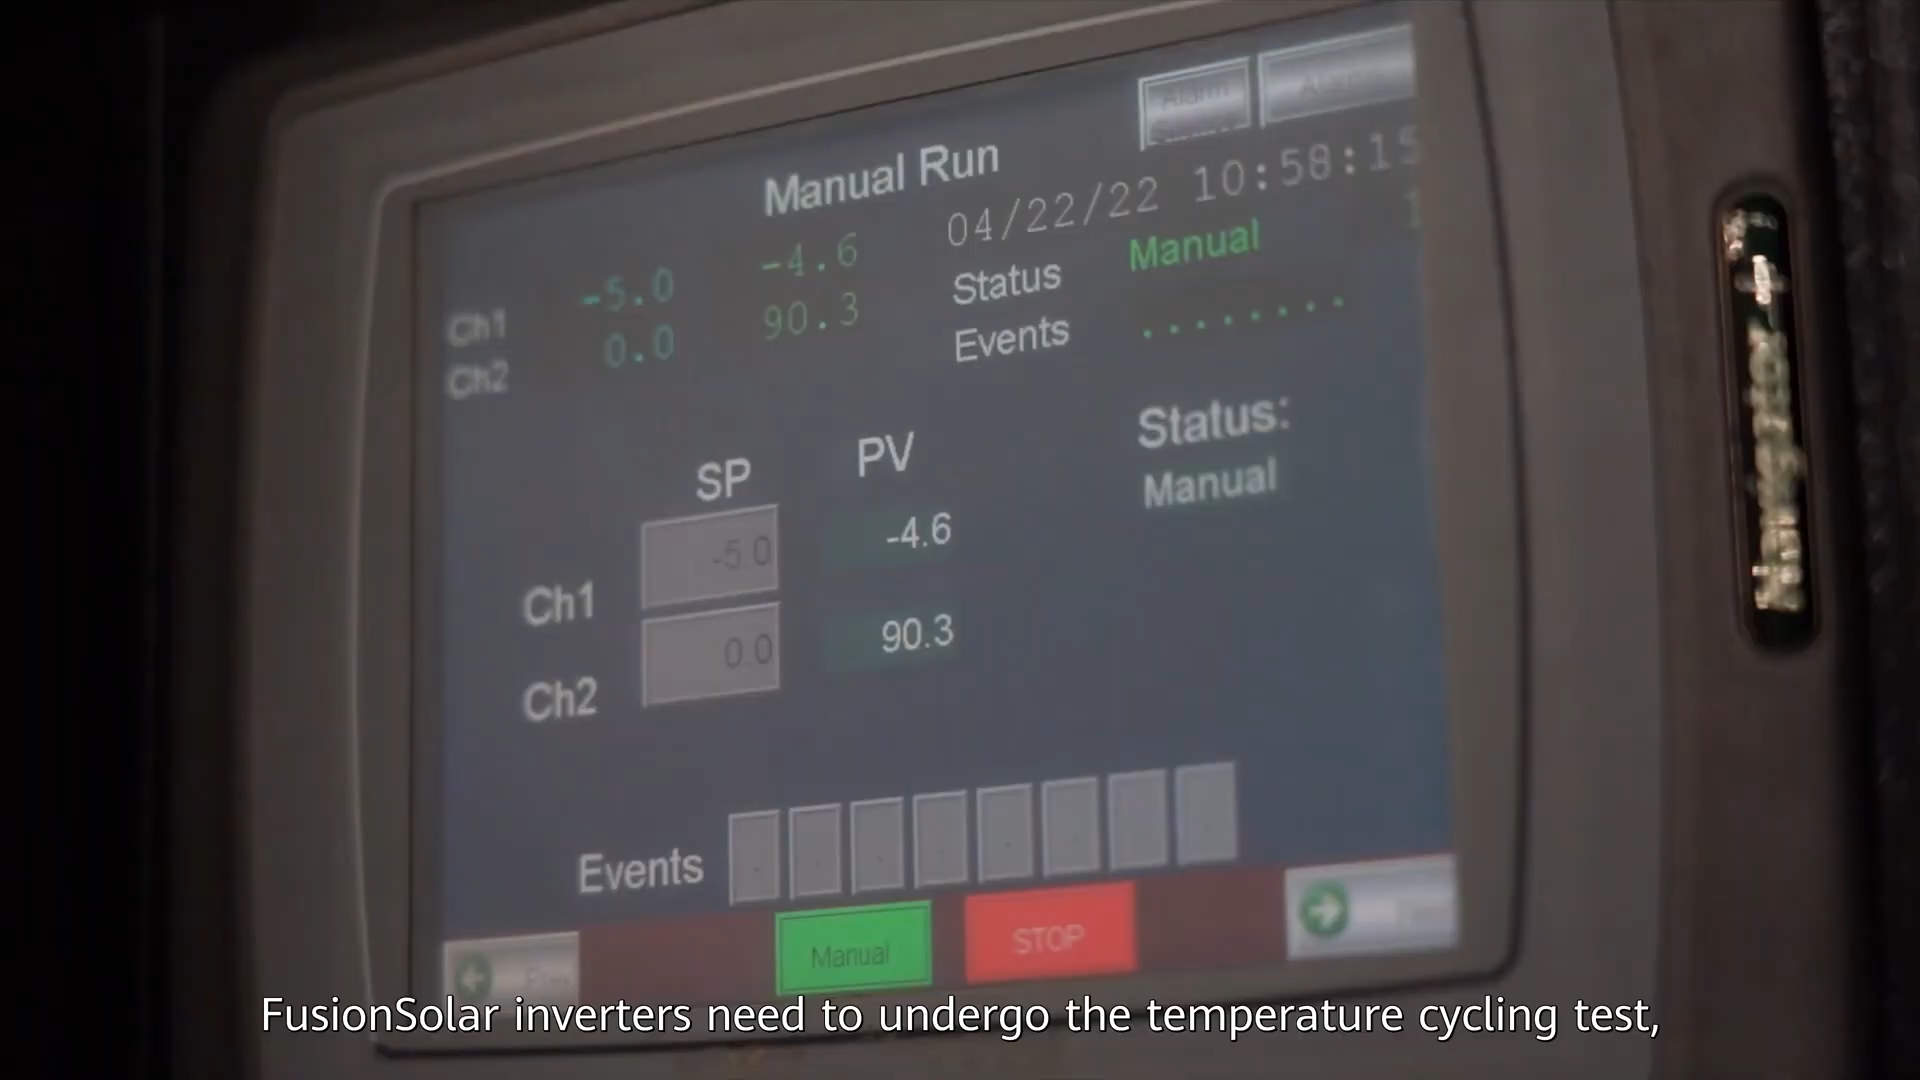 Alarm
Manual Run
04/22/22 10:58:15
Ch1 -5.0 -4.6
Status Manual
Ch2 0.0 90.3
Events ........
SP PV
Status:
Manual
Ch1 -5.0 -4.6
Ch2 0.0 90.3
Events
Manual
STOP
FusionSolar inverters need to undergo the temperature cycling test,